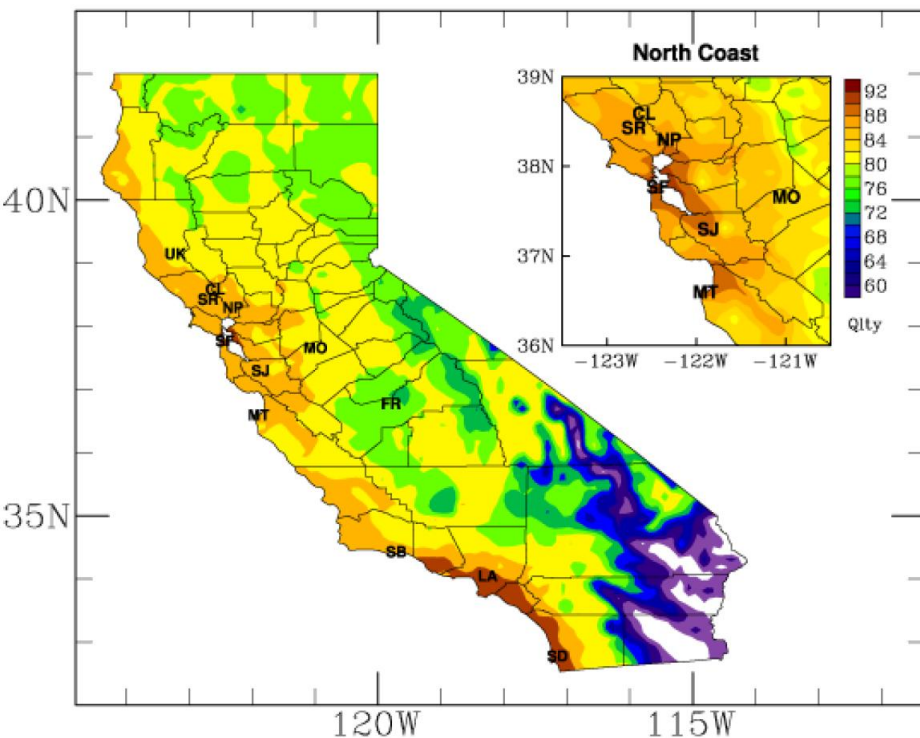 North Coast
39N
38N
37N
36N
-123W -122W -121W
CL
SR
NP
SF
MO
SJ
MT
92
88
84
80
76
72
68
64
60
Qlty
40N
35N
120W 115W
UK
CL
SR NP
SF
MO
SJ
FR
MT
SB
LA
SD